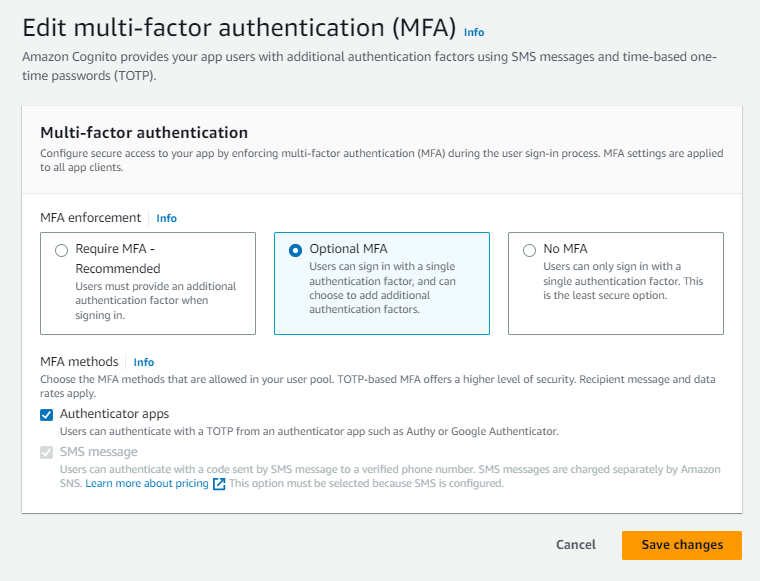 Edit multi-factor authentication (MFA) Info
Amazon Cognito provides your app users with additional authentication factors using SMS messages and time-based one-
time passwords (TOTP).
Multi-factor authentication
Configure secure access to your app by enforcing multi-factor authentication (MFA) during the user sign-in process. MFA settings are applied
to all app clients.
MFA enforcement Info
Require MFA -
Recommended
Users must provide an additional
authentication factor when
signing in.
Optional MFA
Users can sign in with a single
authentication factor, and can
choose to add additional
authentication factors.
No MFA
Users can only sign in with a
single authentication factor. This
is the least secure option.
MFA methods Info
Choose the MFA methods that are allowed in your user pool. TOTP-based MFA offers a higher level of security. Recipient message and data
rates apply.
Authenticator apps
Users can authenticate with a TOTP from an authenticator app such as Authy or Google Authenticator.
SMS message
Users can authenticate with a code sent by SMS message to a verified phone number. SMS messages are charged separately by Amazon
SNS. Learn more about pricing This option must be selected because SMS is configured.
Cancel Save changes